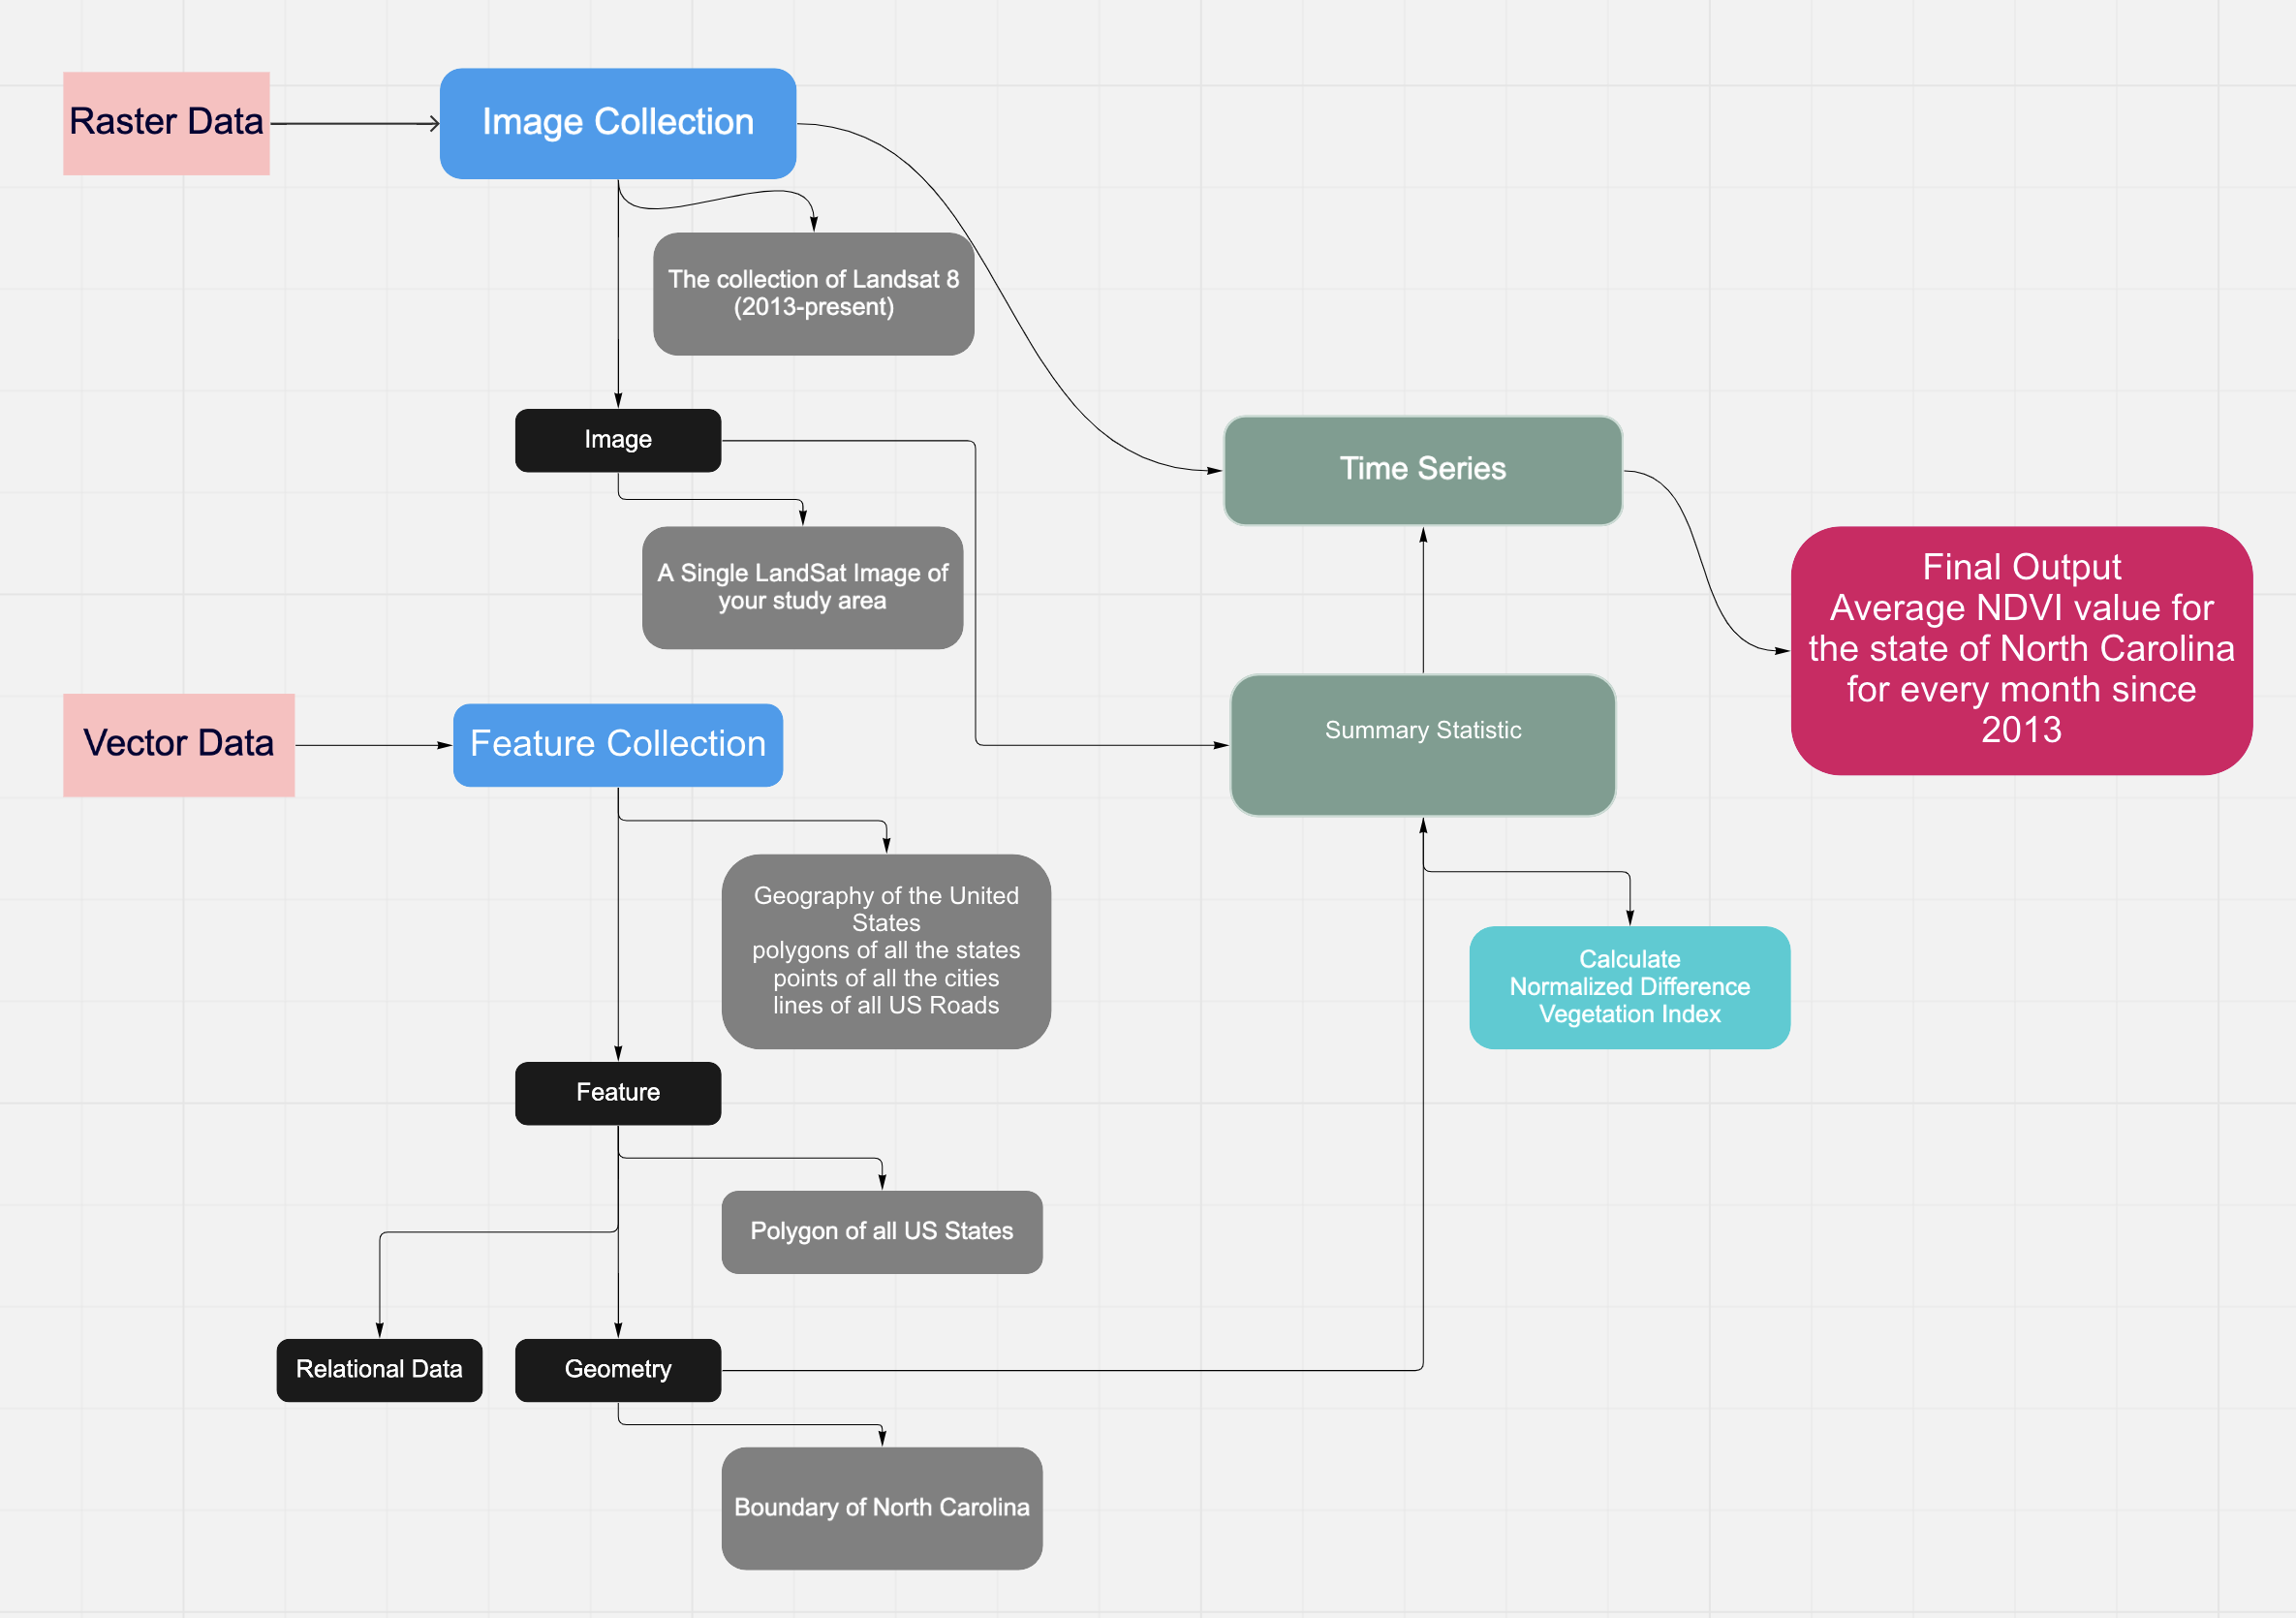 Raster Data
Image Collection
The collection of Landsat 8
(2013-present)
Image
A Single LandSat Image of
your study area
Time Series
Final Output
Average NDVI value for
the state of North Carolina
for every month since
2013
Vector Data
Feature Collection
Summary Statistic
Geography of the United
States
polygons of all the states
points of all the cities
lines of all US Roads
Calculate
Normalized Difference
Vegetation Index
Feature
Polygon of all US States
Relational Data
Geometry
Boundary of North Carolina